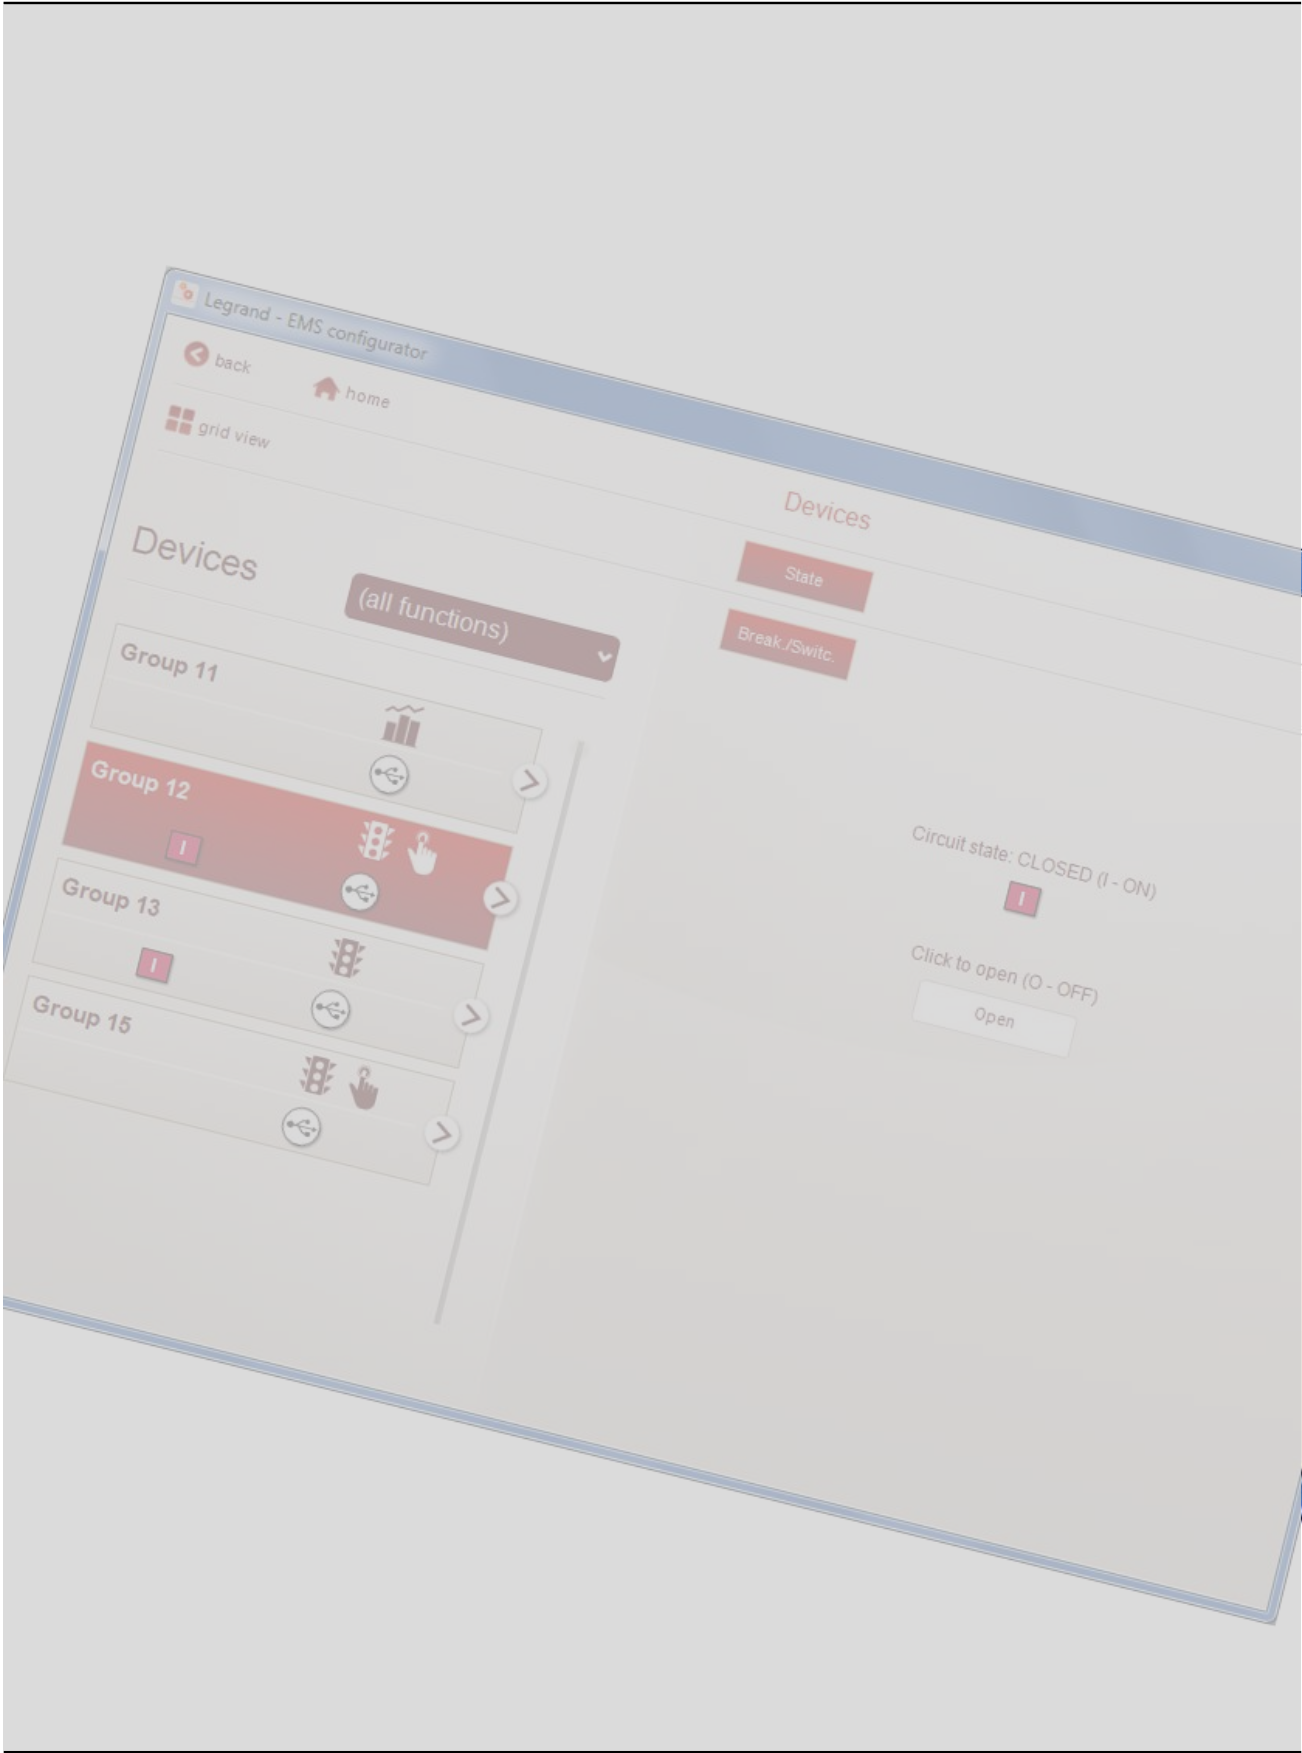 Legrand - EMS configurator
back
home
grid view
Devices
Devices
(all functions)
State
Break./Switc.
Group 11
Group 12
I
Group 13
I
Group 15
Circuit state: CLOSED (I - ON)
I
Click to open (O - OFF)
Open